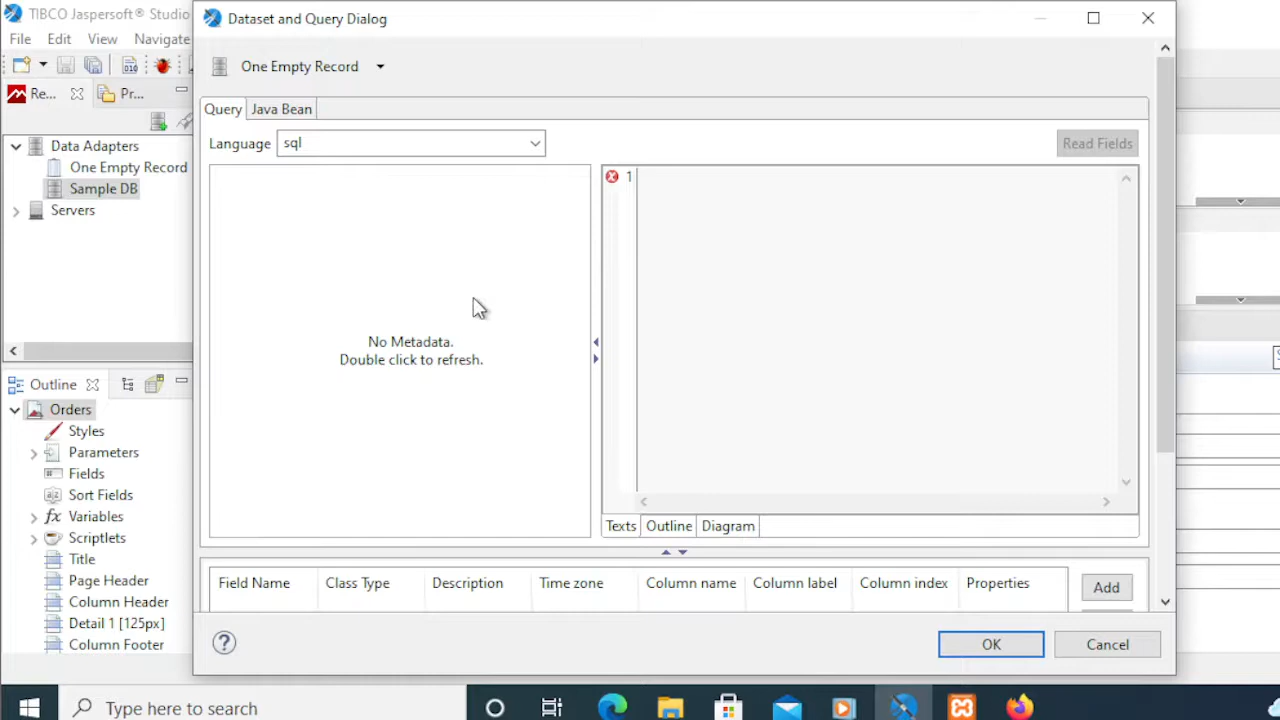 TIBCO Jaspersoft® Studio
File Edit View Navigate
Re... Pr...
Data Adapters
One Empty Record
Sample DB
Servers
Outline
Orders
Styles
Parameters
Fields
Sort Fields
Variables
Scriptlets
Title
Page Header
Column Header
Detail 1 [125px]
Column Footer
Dataset and Query Dialog
One Empty Record
Query Java Bean
Language sql Read Fields
1
No Metadata.
Double click to refresh.
Texts Outline Diagram
Field Name Class Type Description Time zone Column name Column label Column index Properties
Add
OK Cancel
Type here to search